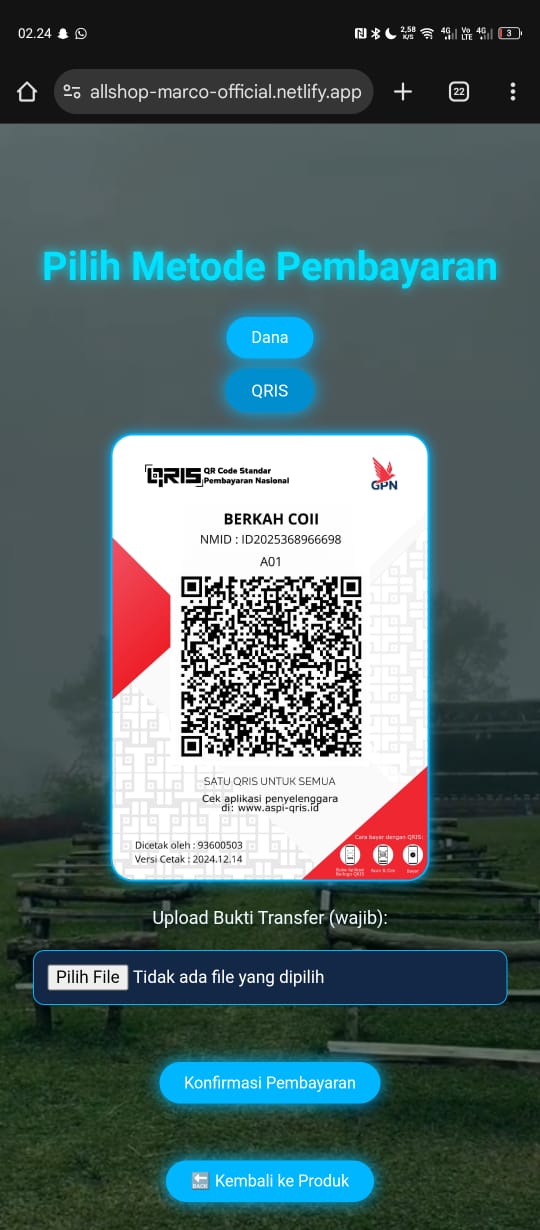 02.24
2,58 K/S 4G Vo LTE 4G 3
allshop-marco-official.netlify.app
22
Pilih Metode Pembayaran
Dana
QRIS
QRIS QR Code Standar
Pembayaran Nasional
GPN
BERKAH COII
NMID : ID2025368966698
A01
SATU QRIS UNTUK SEMUA
Cek aplikasi penyelenggara
di: www.aspi-qris.id
Cara bayar dengan QRIS:
Dicetak oleh : 93600503
Versi Cetak : 2024.12.14
Upload Bukti Transfer (wajib):
Pilih File Tidak ada file yang dipilih
Konfirmasi Pembayaran
BACK Kembali ke Produk